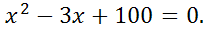 x² − 3x + 100 = 0.